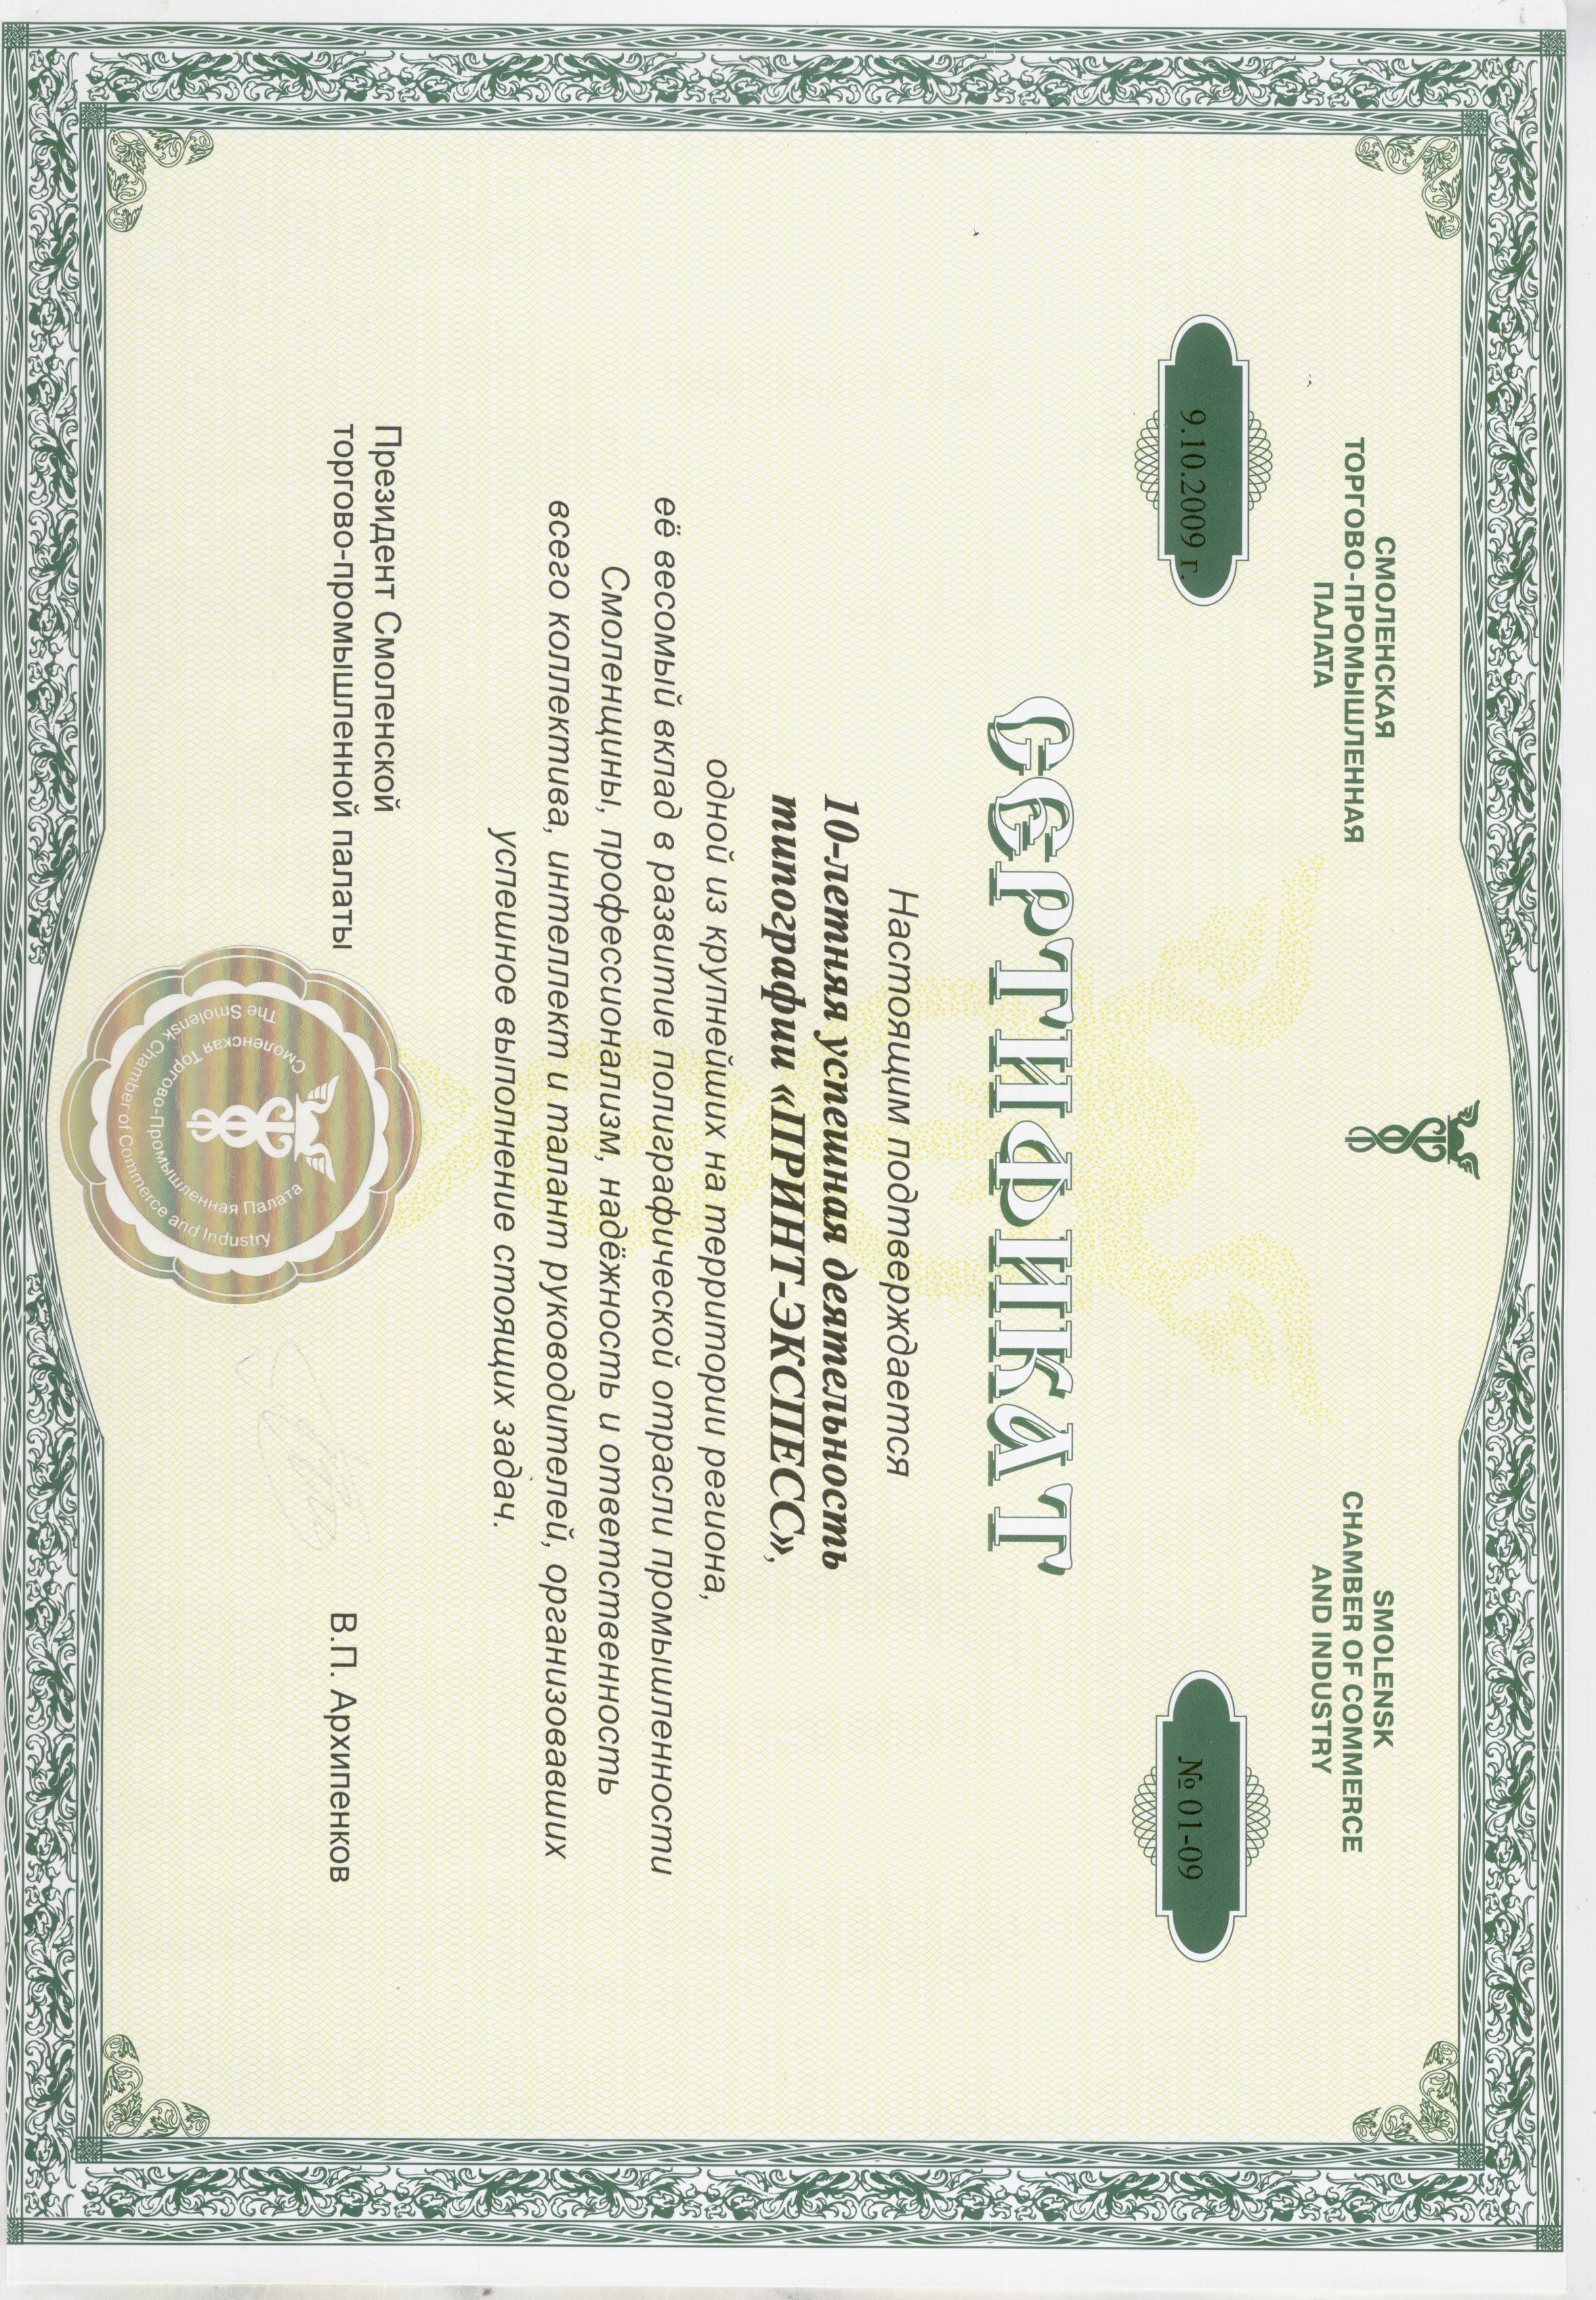 СМОЛЕНСКАЯ
ТОРГОВО-ПРОМЫШЛЕННАЯ
ПАЛАТА
SMOLENSK
CHAMBER OF COMMERCE
AND INDUSTRY
9.10.2009 г.
№ 01-09
СЕРТИФИКАТ
Настоящим подтверждается
10-летняя успешная деятельность
типографии «ПРИНТ-ЭКСПЕСС»,
одной из крупнейших на территории региона,
её весомый вклад в развитие полиграфической отрасли промышленности
Смоленщины, профессионализм, надёжность и ответственность
всего коллектива, интеллект и талант руководителей, организовавших
успешное выполнение стоящих задач.
Президент Смоленской
торгово-промышленной палаты
В.П. Архипенков
Смоленская Торгово-Промышленная Палата
The Smolensk Chamber of Commerce and Industry